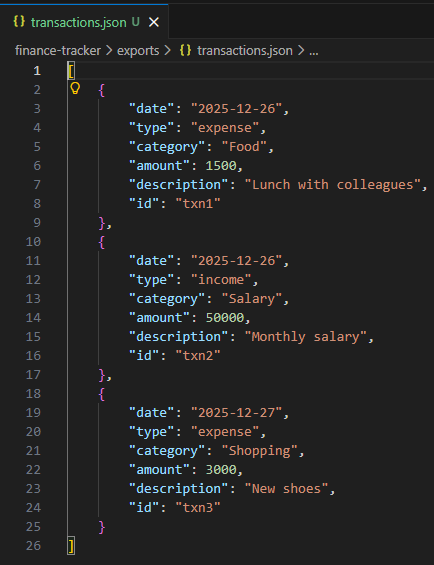 {} transactions.json U ✕
finance-tracker > exports > {} transactions.json > ...
1 [
2 {
3 "date": "2025-12-26",
4 "type": "expense",
5 "category": "Food",
6 "amount": 1500,
7 "description": "Lunch with colleagues",
8 "id": "txn1"
9 },
10 {
11 "date": "2025-12-26",
12 "type": "income",
13 "category": "Salary",
14 "amount": 50000,
15 "description": "Monthly salary",
16 "id": "txn2"
17 },
18 {
19 "date": "2025-12-27",
20 "type": "expense",
21 "category": "Shopping",
22 "amount": 3000,
23 "description": "New shoes",
24 "id": "txn3"
25 }
26 ]